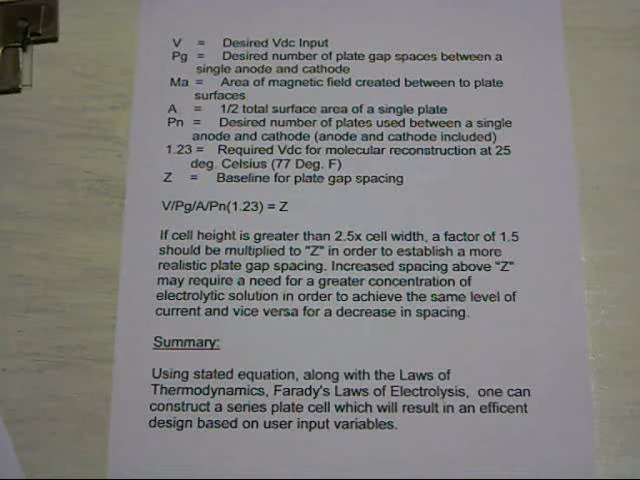 V = Desired Vdc Input
Pg = Desired number of plate gap spaces between a
single anode and cathode
Ma = Area of magnetic field created between to plate
surfaces
A = 1/2 total surface area of a single plate
Pn = Desired number of plates used between a single
anode and cathode (anode and cathode included)
1.23 = Required Vdc for molecular reconstruction at 25
deg. Celsius (77 Deg. F)
Z = Baseline for plate gap spacing
V/Pg/A/Pn(1.23) = Z
If cell height is greater than 2.5x cell width, a factor of 1.5
should be multiplied to "Z" in order to establish a more
realistic plate gap spacing. Increased spacing above "Z"
may require a need for a greater concentration of
electrolytic solution in order to achieve the same level of
current and vice versa for a decrease in spacing.
Summary:
Using stated equation, along with the Laws of
Thermodynamics, Farady's Laws of Electrolysis, one can
construct a series plate cell which will result in an efficent
design based on user input variables.